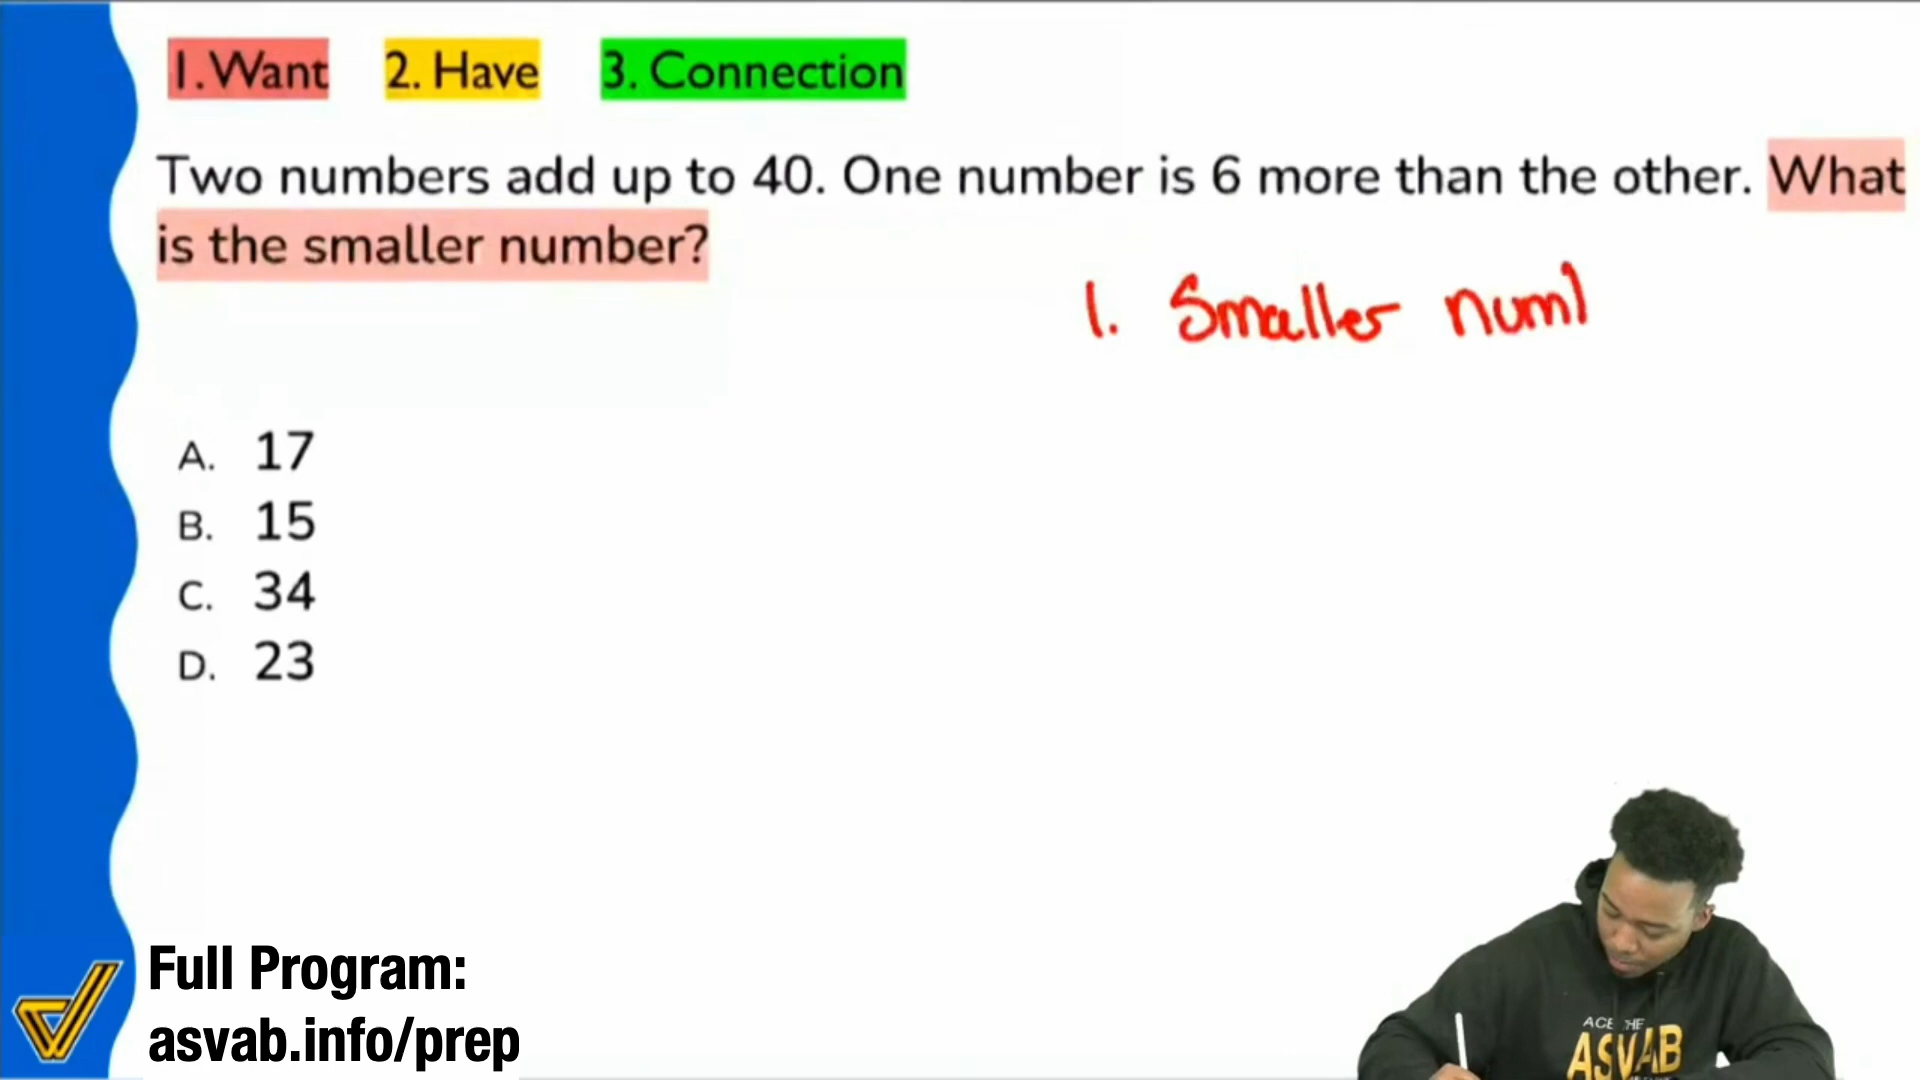 1. Want 2. Have 3. Connection
Two numbers add up to 40. One number is 6 more than the other. What
is the smaller number?
1. Smaller num
A. 17
B. 15
C. 34
D. 23
Full Program:
asvab.info/prep
ACE THE
ASVAB